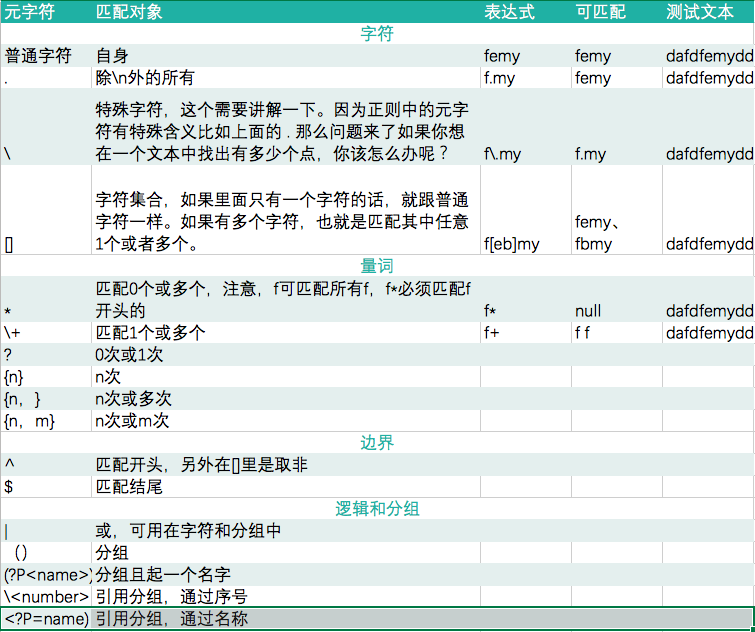 元字符 匹配对象 表达式 可匹配 测试文本
字符
普通字符 自身 femy femy dafdfemydd
. 除\n外的所有 f.my femy dafdfemydd
特殊字符，这个需要讲解一下。因为正则中的元字
符有特殊含义比如上面的 . 那么问题来了如果你想
\ 在一个文本中找出有多少个点，你该怎么办呢？ f\.my f.my dafdfemydd
字符集合，如果里面只有一个字符的话，就跟普通
字符一样。如果有多个字符，也就是匹配其中任意 femy、
[] 1个或者多个。 f[eb]my fbmy dafdfemydd
量词
匹配0个或多个，注意，f可匹配所有f，f*必须匹配f
* 开头的 f* null dafdfemydd
\+ 匹配1个或多个 f+ f f dafdfemydd
? 0次或1次
{n} n次
{n，} n次或多次
{n，m} n次或m次
边界
^ 匹配开头，另外在[]里是取非
$ 匹配结尾
逻辑和分组
| 或，可用在字符和分组中
() 分组
(?P<name>) 分组且起一个名字
\<number> 引用分组，通过序号
<?P=name) 引用分组，通过名称